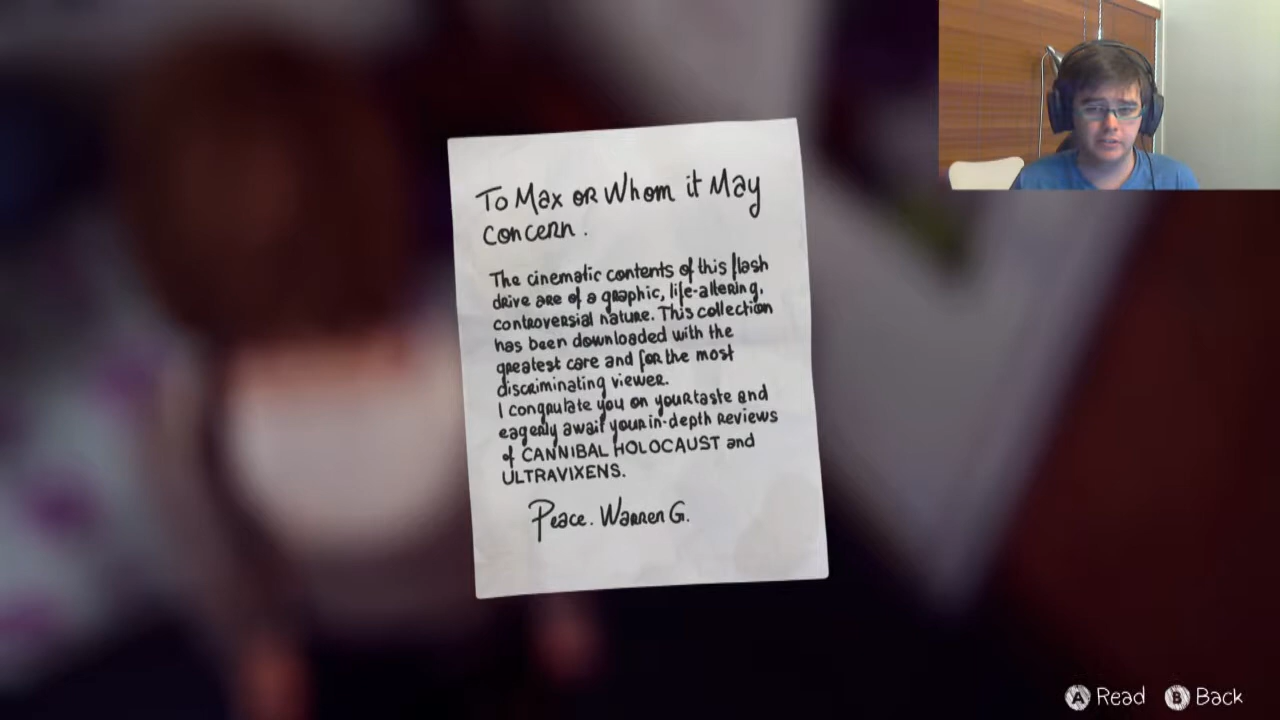 To Max or Whom it May
Concern.
The cinematic contents of this flash
drive are of a graphic, life-altering,
controversial nature. This collection
has been downloaded with the
greatest care and for the most
discriminating viewer.
I congrulate you on your taste and
eagerly await your in-depth reviews
of CANNIBAL HOLOCAUST and
ULTRAVIXENS.
Peace. Warren G.
A Read B Back